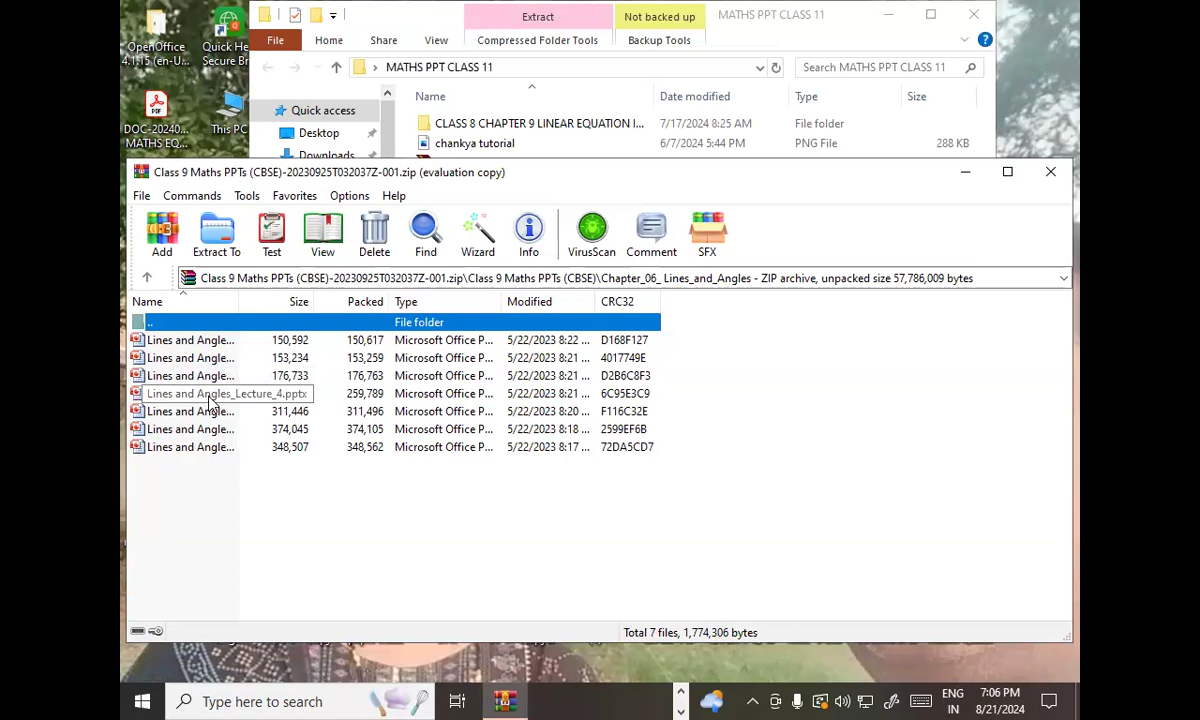 Extract
Not backed up
MATHS PPT CLASS 11
File
Home
Share
View
Compressed Folder Tools
Backup Tools
MATHS PPT CLASS 11
Search MATHS PPT CLASS 11
OpenOffice
4.1.15 (en-U...
Quick He
Secure Br
DOC-20240...
MATHS EQ...
This PC
Quick access
Desktop
Downloads
Name
Date modified
Type
Size
CLASS 8 CHAPTER 9 LINEAR EQUATION I...
7/17/2024 8:25 AM
File folder
chankya tutorial
6/7/2024 5:44 PM
PNG File
288 KB
Class 9 Maths PPTs (CBSE)-20230925T032037Z-001.zip (evaluation copy)
File Commands Tools Favorites Options Help
Add Extract To Test View Delete Find Wizard Info VirusScan Comment SFX
Class 9 Maths PPTs (CBSE)-20230925T032037Z-001.zip\Class 9 Maths PPTs (CBSE)\Chapter_06_ Lines_and_Angles - ZIP archive, unpacked size 57,786,009 bytes
Name Size Packed Type Modified CRC32
.. File folder
Lines and Angle... 150,592 150,617 Microsoft Office P... 5/22/2023 8:22 ... D168F127
Lines and Angle... 153,234 153,259 Microsoft Office P... 5/22/2023 8:21 ... 4017749E
Lines and Angle... 176,733 176,763 Microsoft Office P... 5/22/2023 8:21 ... D2B6C8F3
Lines and Angles_Lecture_4.pptx 259,789 Microsoft Office P... 5/22/2023 8:21 ... 6C95E3C9
Lines and Angle... 311,446 311,496 Microsoft Office P... 5/22/2023 8:20 ... F116C32E
Lines and Angle... 374,045 374,105 Microsoft Office P... 5/22/2023 8:18 ... 2599EF6B
Lines and Angle... 348,507 348,562 Microsoft Office P... 5/22/2023 8:17 ... 72DA5CD7
Total 7 files, 1,774,306 bytes
Type here to search
ENG
IN
7:06 PM
8/21/2024